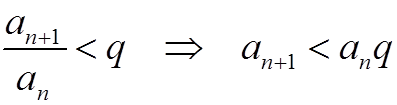 a_{n+1}/a_n < q ⇒ a_{n+1} < a_n q